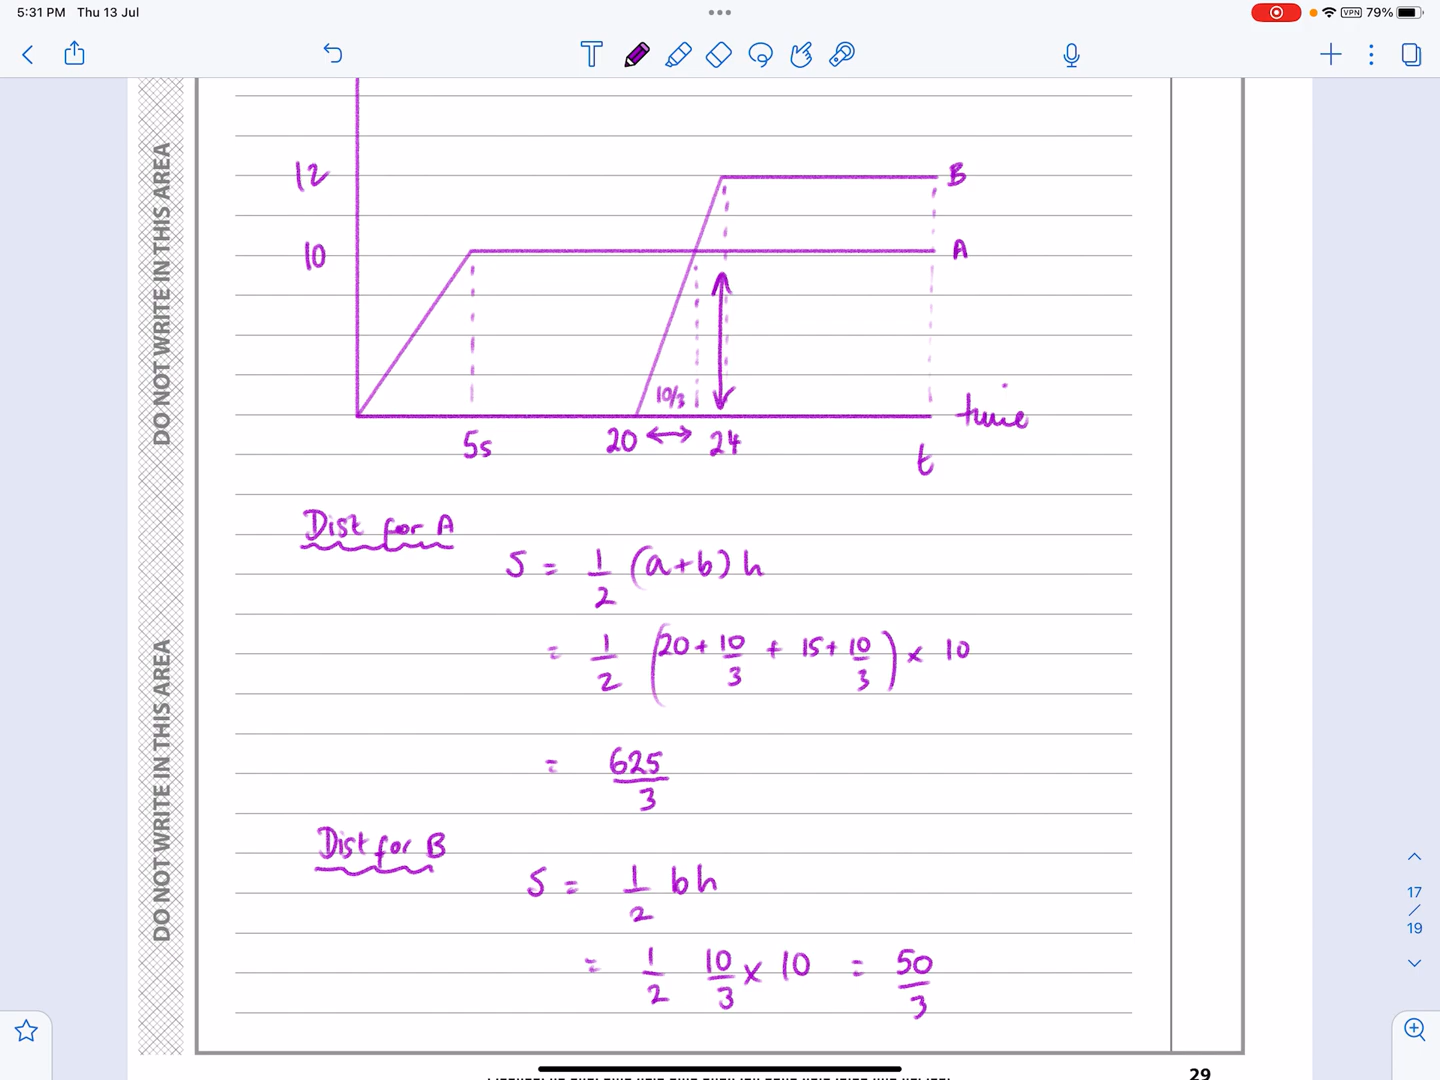 5:31 PM Thu 13 Jul
VPN 79%
DO NOT WRITE IN THIS AREA
DO NOT WRITE IN THIS AREA
12
B
10
A
10/3
time
5s
20
24
t
Dist for A
S = 1/2 (a+b) h
= 1/2 (20 + 10/3 + 15 + 10/3) × 10
= 625/3
Dist for B
S = 1/2 bh
= 1/2 10/3 × 10 = 50/3
17
/
19
29